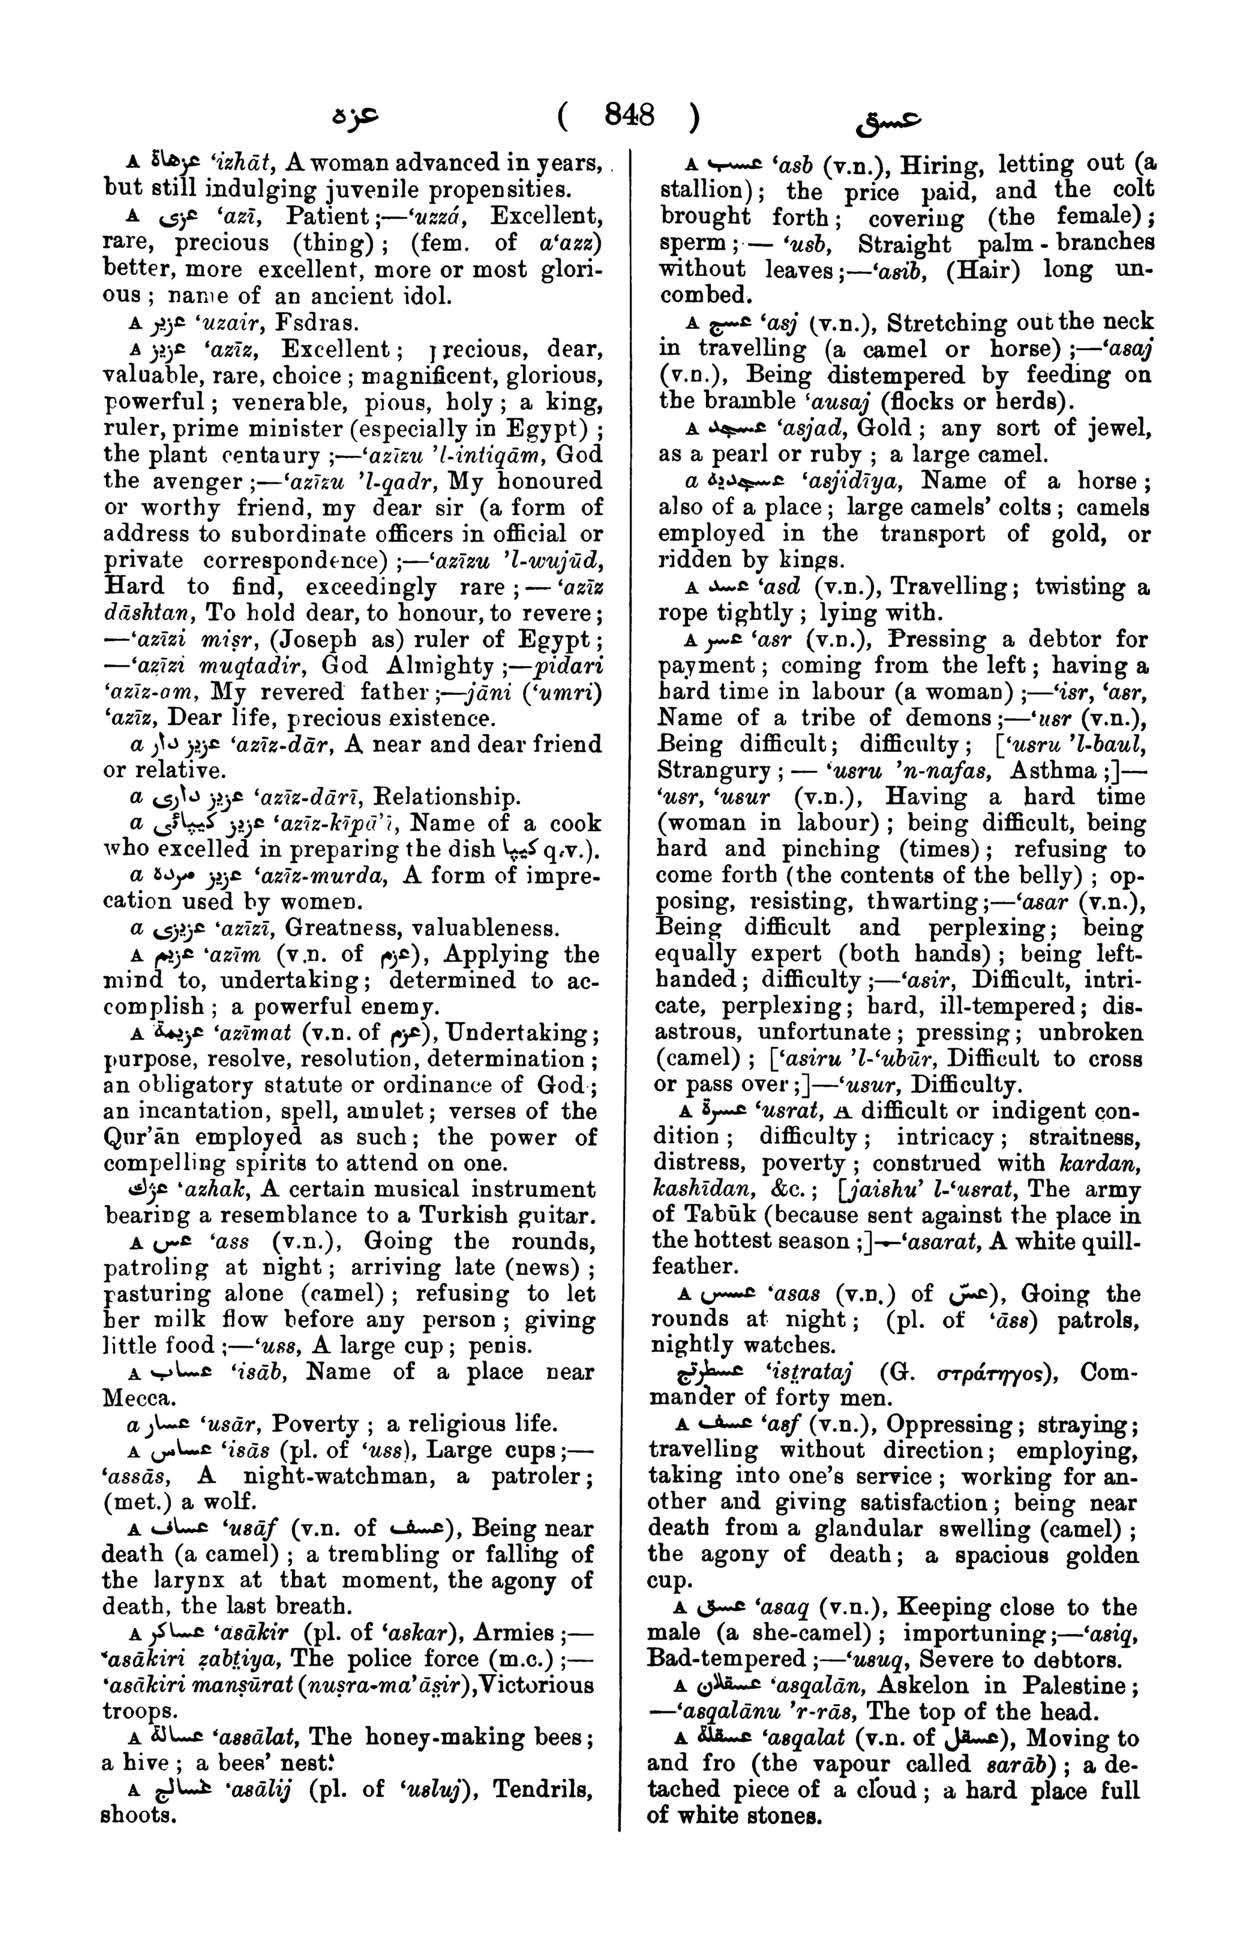 عزه ( 848 ) عسق
A عزهاة ‘izhāt, A woman advanced in years,
but still indulging juvenile propensities.
A عزى ‘azī, Patient;—‘uzzá, Excellent,
rare, precious (thing); (fem. of a‘azz)
better, more excellent, more or most glori-
ous; name of an ancient idol.
A عزير ‘uzair, Fsdras.
A عزيز ‘azīz, Excellent; precious, dear,
valuable, rare, choice; magnificent, glorious,
powerful; venerable, pious, holy; a king,
ruler, prime minister (especially in Egypt);
the plant centaury;—‘azīzu ’l-intiqām, God
the avenger;—‘azīzu ’l-qadr, My honoured
or worthy friend, my dear sir (a form of
address to subordinate officers in official or
private correspondence);—‘azīzu ’l-wujūd,
Hard to find, exceedingly rare;—‘azīz
dāshtan, To hold dear, to honour, to revere;
—‘azīzi miṣr, (Joseph as) ruler of Egypt;
—‘azīzi muqtadir, God Almighty;—pidari
‘azīz-am, My revered father;—jāni (‘umri)
‘azīz, Dear life, precious existence.
a عزيز دار ‘azīz-dār, A near and dear friend
or relative.
a عزيز دارى ‘azīz-dārī, Relationship.
a عزيز كيپائى ‘azīz-kīpā’ī, Name of a cook
who excelled in preparing the dish كيپا q.v.).
a عزيز مرده ‘azīz-murda, A form of impre-
cation used by women.
a عزيزى ‘azīzī, Greatness, valuableness.
A عزيم ‘azīm (v.n. of عزم), Applying the
mind to, undertaking; determined to ac-
complish; a powerful enemy.
A عزيمة ‘azīmat (v.n. of عزم), Undertaking;
purpose, resolve, resolution, determination;
an obligatory statute or ordinance of God;
an incantation, spell, amulet; verses of the
Qur’ān employed as such; the power of
compelling spirits to attend on one.
عژك ‘azhak, A certain musical instrument
bearing a resemblance to a Turkish guitar.
A عس ‘ass (v.n.), Going the rounds,
patroling at night; arriving late (news);
pasturing alone (camel); refusing to let
her milk flow before any person; giving
little food;—‘uss, A large cup; penis.
A عساب ‘isāb, Name of a place near
Mecca.
a عسار ‘usār, Poverty; a religious life.
A عساس ‘isās (pl. of ‘uss), Large cups;—
‘assās, A night-watchman, a patroler;
(met.) a wolf.
A عساف ‘usāf (v.n. of عسف), Being near
death (a camel); a trembling or falling of
the larynx at that moment, the agony of
death, the last breath.
A عساكر ‘asākir (pl. of ‘askar), Armies;—
‘asākiri ẓabt̤iya, The police force (m.c.);—
‘asākiri manṣūrat (nuṣra-ma’ās̤ir), Victorious
troops.
A عسالة ‘assālat, The honey-making bees;
a hive; a bees’ nest.
A عسالج ‘asālij (pl. of ‘usluj), Tendrils,
shoots.
A عسب ‘asb (v.n.), Hiring, letting out (a
stallion); the price paid, and the colt
brought forth; covering (the female);
sperm;—‘usb, Straight palm-branches
without leaves;—‘asib, (Hair) long un-
combed.
A عسج ‘asj (v.n.), Stretching out the neck
in travelling (a camel or horse);—‘asaj
(v.n.), Being distempered by feeding on
the bramble ‘ausaj (flocks or herds).
A عسجد ‘asjad, Gold; any sort of jewel,
as a pearl or ruby; a large camel.
a عسجديه ‘asjidīya, Name of a horse;
also of a place; large camels’ colts; camels
employed in the transport of gold, or
ridden by kings.
A عسد ‘asd (v.n.), Travelling; twisting a
rope tightly; lying with.
A عسر ‘asr (v.n.), Pressing a debtor for
payment; coming from the left; having a
hard time in labour (a woman);—‘isr, ‘asr,
Name of a tribe of demons;—‘usr (v.n.),
Being difficult; difficulty; [‘usru ’l-baul,
Strangury;—‘usru ’n-nafas, Asthma;]—
‘usr, ‘usur (v.n.), Having a hard time
(woman in labour); being difficult, being
hard and pinching (times); refusing to
come forth (the contents of the belly); op-
posing, resisting, thwarting;—‘asar (v.n.),
Being difficult and perplexing; being
equally expert (both hands); being left-
handed; difficulty;—‘asir, Difficult, intri-
cate, perplexing; hard, ill-tempered; dis-
astrous, unfortunate; pressing; unbroken
(camel); [‘asiru ’l-‘ubūr, Difficult to cross
or pass over;]—‘usur, Difficulty.
A عسرة ‘usrat, A difficult or indigent con-
dition; difficulty; intricacy; straitness,
distress, poverty; construed with kardan,
kashīdan, &c.; [jaishu’ l-‘usrat, The army
of Tabūk (because sent against the place in
the hottest season;]—‘asarat, A white quill-
feather.
A عسس ‘asas (v.n.) of عسّ), Going the
rounds at night; (pl. of ‘āss) patrols,
nightly watches.
عسطرتج ‘ist̤rataj (G. στράτηγος), Com-
mander of forty men.
A عسف ‘asf (v.n.), Oppressing; straying;
travelling without direction; employing,
taking into one’s service; working for an-
other and giving satisfaction; being near
death from a glandular swelling (camel);
the agony of death; a spacious golden
cup.
A عسق ‘asaq (v.n.), Keeping close to the
male (a she-camel); importuning;—‘asiq,
Bad-tempered;—‘usuq, Severe to debtors.
A عسقلان ‘asqalān, Askelon in Palestine;
—‘asqalānu ’r-rās, The top of the head.
A عسقلة ‘asqalat (v.n. of عسقل), Moving to
and fro (the vapour called sarāb); a de-
tached piece of a cloud; a hard place full
of white stones.